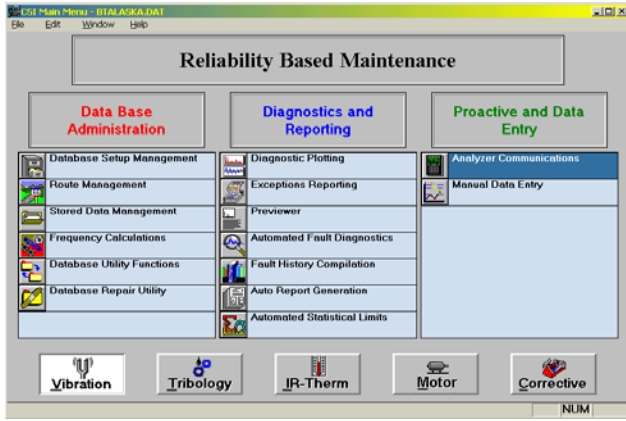 CSI Main Menu - BTALASKA.DAT
File Edit Window Help
Reliability Based Maintenance
Data Base
Administration
Diagnostics and
Reporting
Proactive and Data
Entry
Database Setup Management
Route Management
Stored Data Management
Frequency Calculations
Database Utility Functions
Database Repair Utility
Diagnostic Plotting
Exceptions Reporting
Previewer
Automated Fault Diagnostics
Fault History Compilation
Auto Report Generation
Automated Statistical Limits
Analyzer Communications
Manual Data Entry
Vibration
Tribology
IR-Therm
Motor
Corrective
NUM